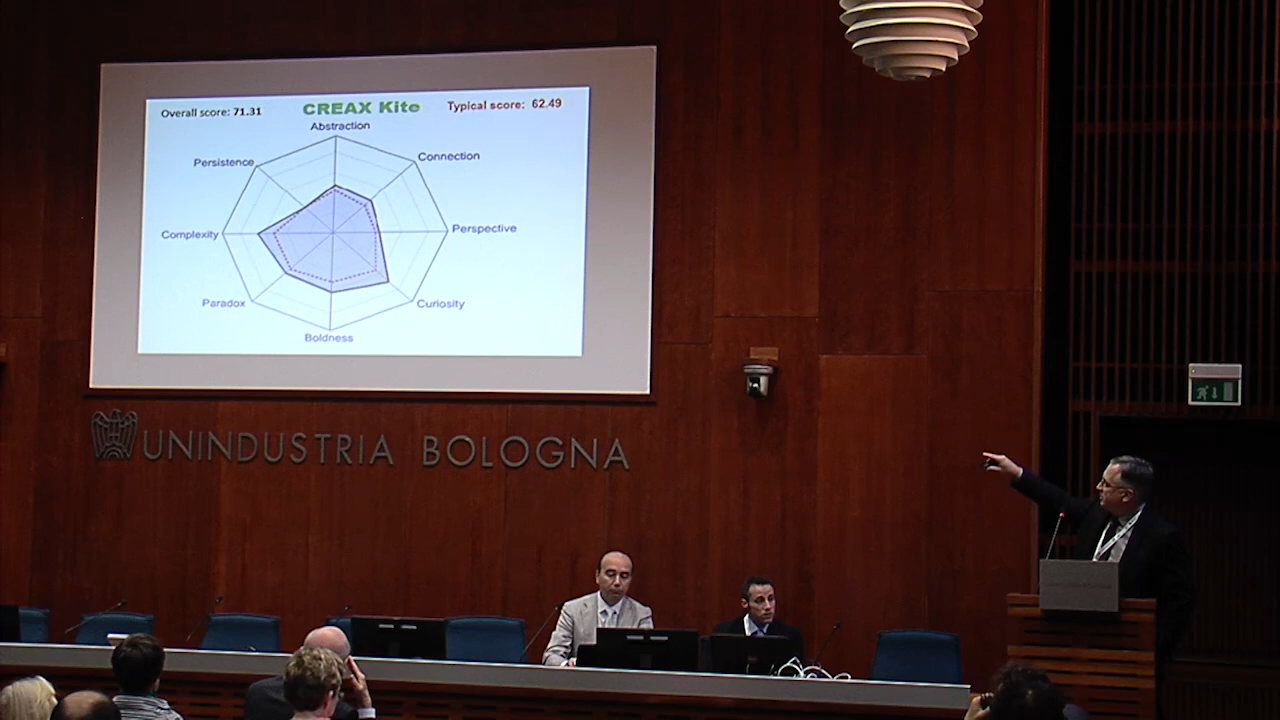 Overall score: 71.31
CREAX Kite
Typical score: 62.49
Abstraction
Persistence
Connection
Complexity
Perspective
Paradox
Curiosity
Boldness
UNINDUSTRIA BOLOGNA